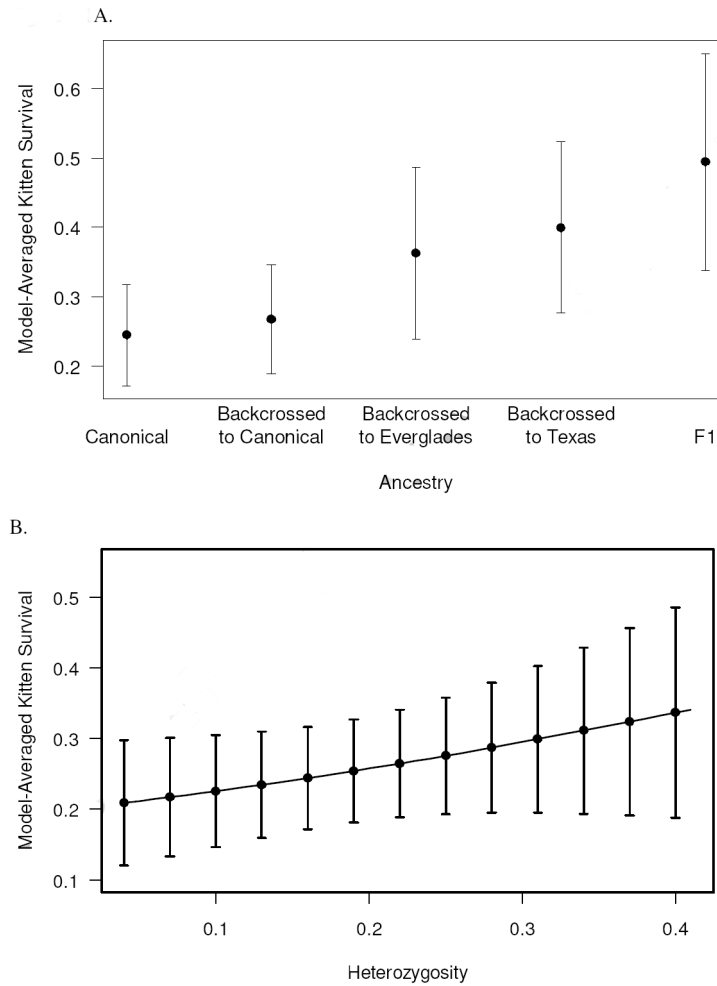 A.
Model-Averaged Kitten Survival
0.6
0.5
0.4
0.3
0.2
Canonical
Backcrossed
to Canonical
Backcrossed
to Everglades
Backcrossed
to Texas
F1
Ancestry
B.
Model-Averaged Kitten Survival
0.5
0.4
0.3
0.2
0.1
0.1
0.2
0.3
0.4
Heterozygosity